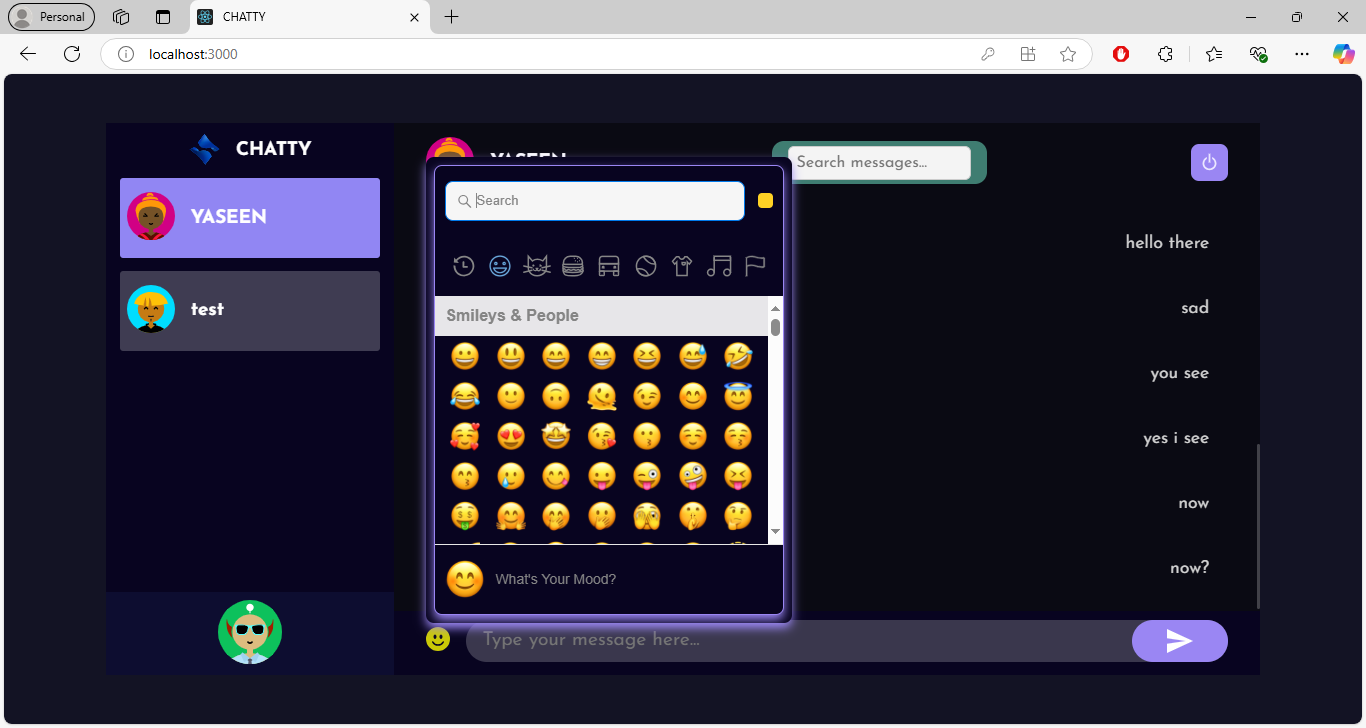 Personal
CHATTY
localhost:3000
CHATTY
YASEEN
Search messages...
YASEEN
test
Search
Smileys & People
What's Your Mood?
hello there
sad
you see
yes i see
now
now?
Type your message here...